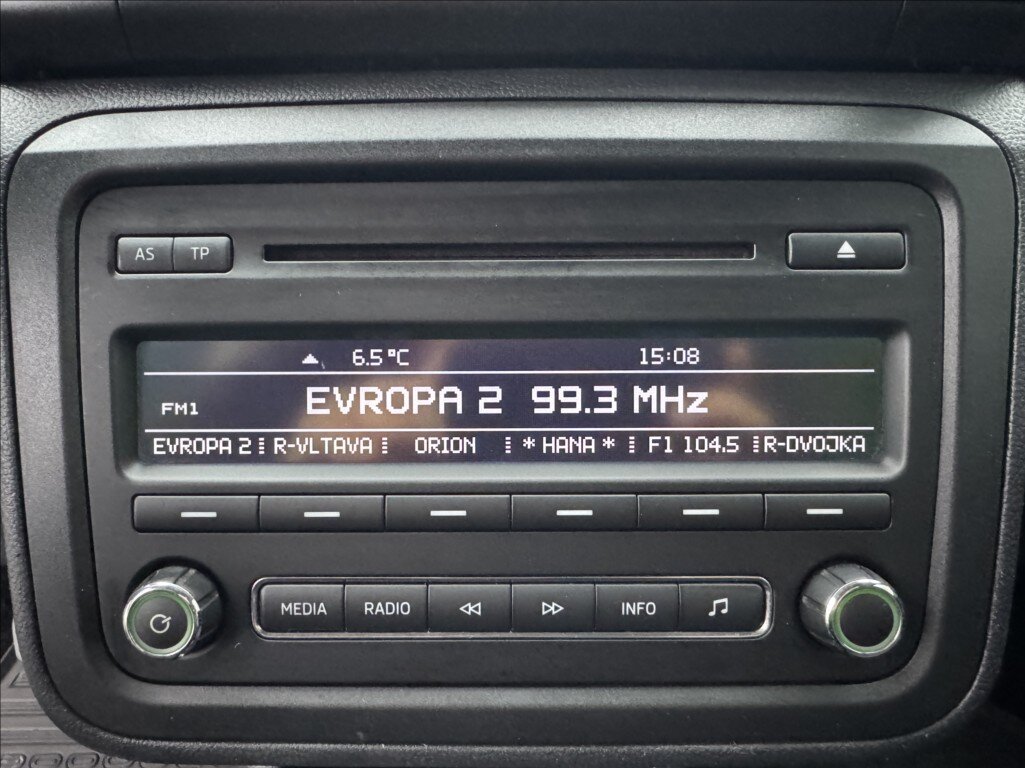 AS TP
6.5°C 15:08
FM1 EVROPA 2 99.3 MHz
EVROPA 2 R-VLTAVA ORION * HANA * F1 104.5 R-DVOJKA
MEDIA RADIO INFO